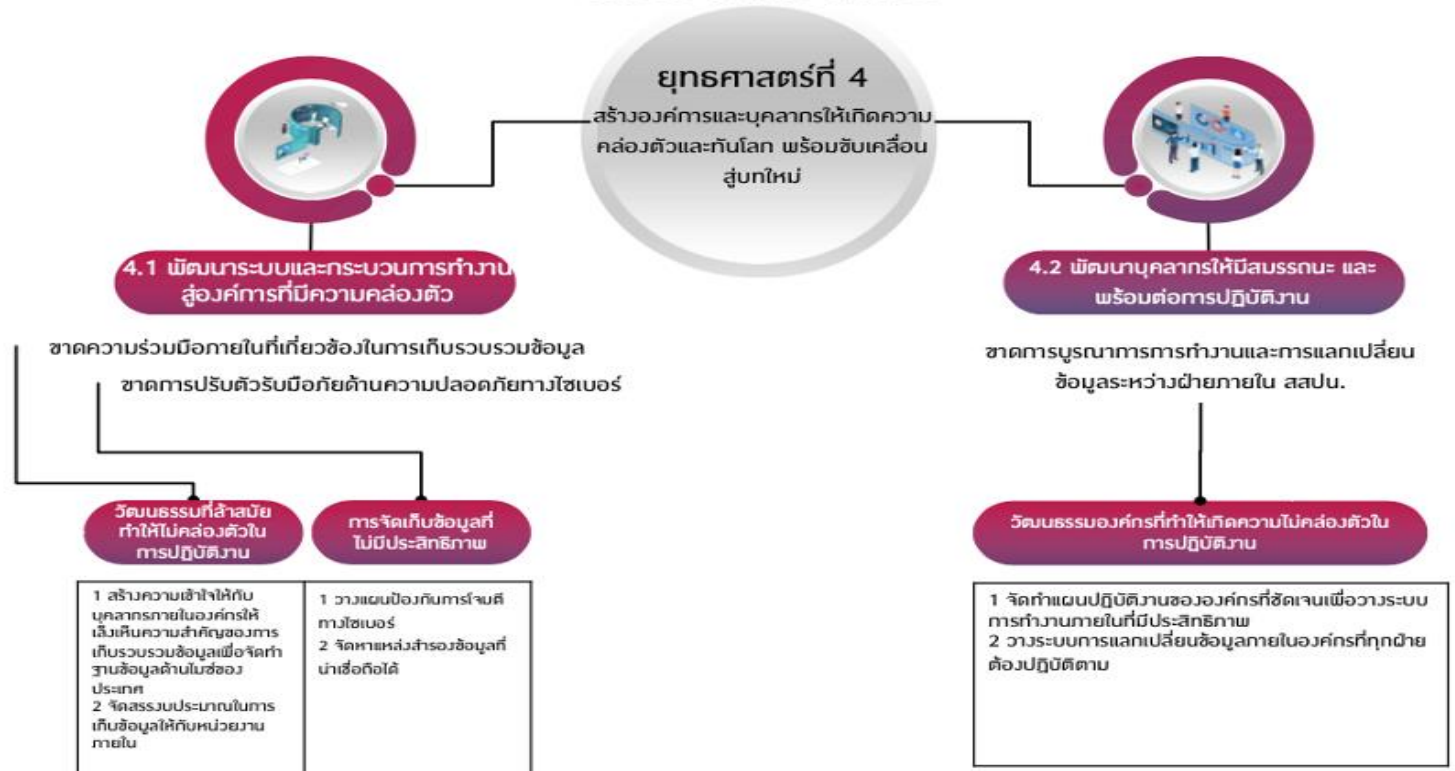 ยุทธศาสตร์ที่ 4
สร้างองค์การและบุคลากรให้เกิดความ
คล่องตัวและทันโลก พร้อมขับเคลื่อน
สู่บทใหม่
4.1 พัฒนาระบบและกระบวนการทำงาน
สู่องค์การที่มีความคล่องตัว
ขาดความร่วมมือภายในที่เกี่ยวข้องในการเก็บรวบรวมข้อมูล
ขาดการปรับตัวรับมือภัยด้านความปลอดภัยทางไซเบอร์
วัฒนธรรมที่ล้าสมัย
ทำให้ไม่คล่องตัวใน
การปฏิบัติงาน
1 สร้างความเข้าใจให้กับ
บุคลากรภายในองค์กรให้
เล็งเห็นความสำคัญของการ
เก็บรวบรวมข้อมูลเพื่อจัดทำ
ฐานข้อมูลด้านไมซ์ของ
ประเทศ
2 จัดสรรงบประมาณในการ
เก็บข้อมูลให้กับหน่วยงาน
ภายใน
การจัดเก็บข้อมูลที่
ไม่มีประสิทธิภาพ
1 วางแผนป้องกันการโจมตี
ทางไซเบอร์
2 จัดหาแหล่งสำรองข้อมูลที่
น่าเชื่อถือได้
4.2 พัฒนาบุคลากรให้มีสมรรถนะ และ
พร้อมต่อการปฏิบัติงาน
ขาดการบูรณาการการทำงานและการแลกเปลี่ยน
ข้อมูลระหว่างฝ่ายภายใน สสปน.
วัฒนธรรมองค์กรที่ทำให้เกิดความไม่คล่องตัวใน
การปฏิบัติงาน
1 จัดทำแผนปฏิบัติงานขององค์กรที่ชัดเจนเพื่อวางระบบ
การทำงานภายในที่มีประสิทธิภาพ
2 วางระบบการแลกเปลี่ยนข้อมูลภายในองค์กรที่ทุกฝ่าย
ต้องปฏิบัติตาม